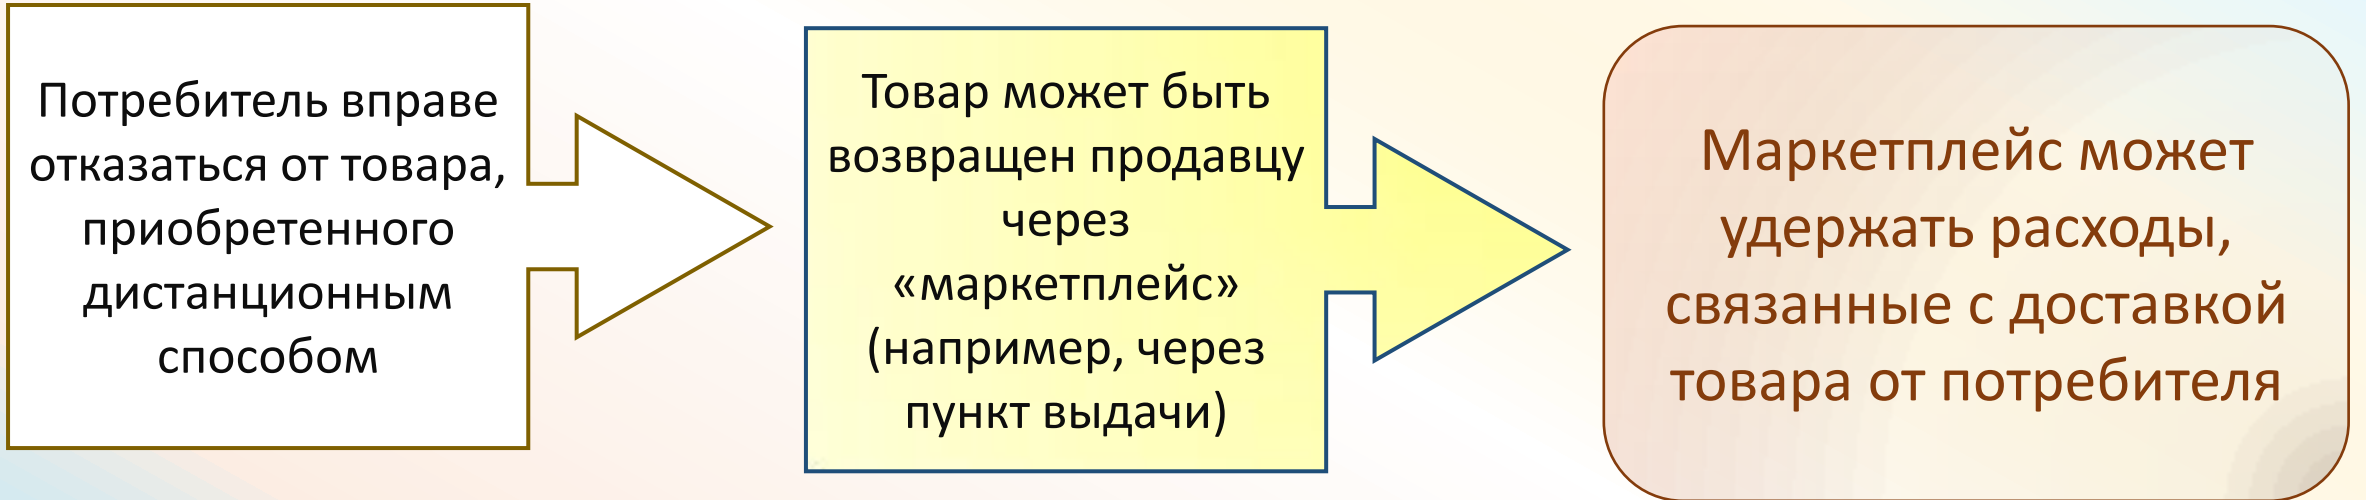 Потребитель вправе
отказаться от товара,
приобретенного
дистанционным
способом
Товар может быть
возвращен продавцу
через
«маркетплейс»
(например, через
пункт выдачи)
Маркетплейс может
удержать расходы,
связанные с доставкой
товара от потребителя